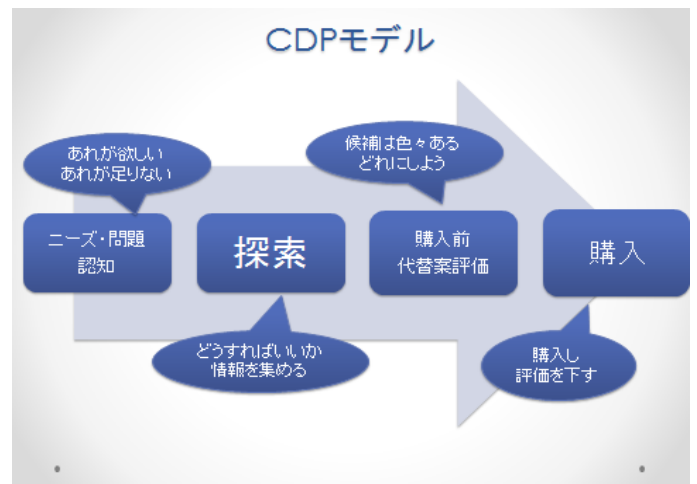 CDPモデル
あれが欲しい
あれが足りない
候補は色々ある
どれにしよう
ニーズ・問題
認知
探索
購入前
代替案評価
購入
どうすればいいか
情報を集める
購入し
評価を下す